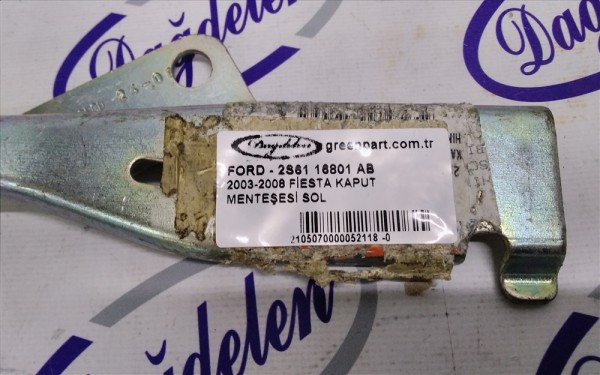 Dağdelen
Dağdelen greenpart.com.tr
FORD - 2S61 16801 AB
2003-2008 FİESTA KAPUT
MENTEŞESİ SOL
2105070000052118 -0
Dağdelen